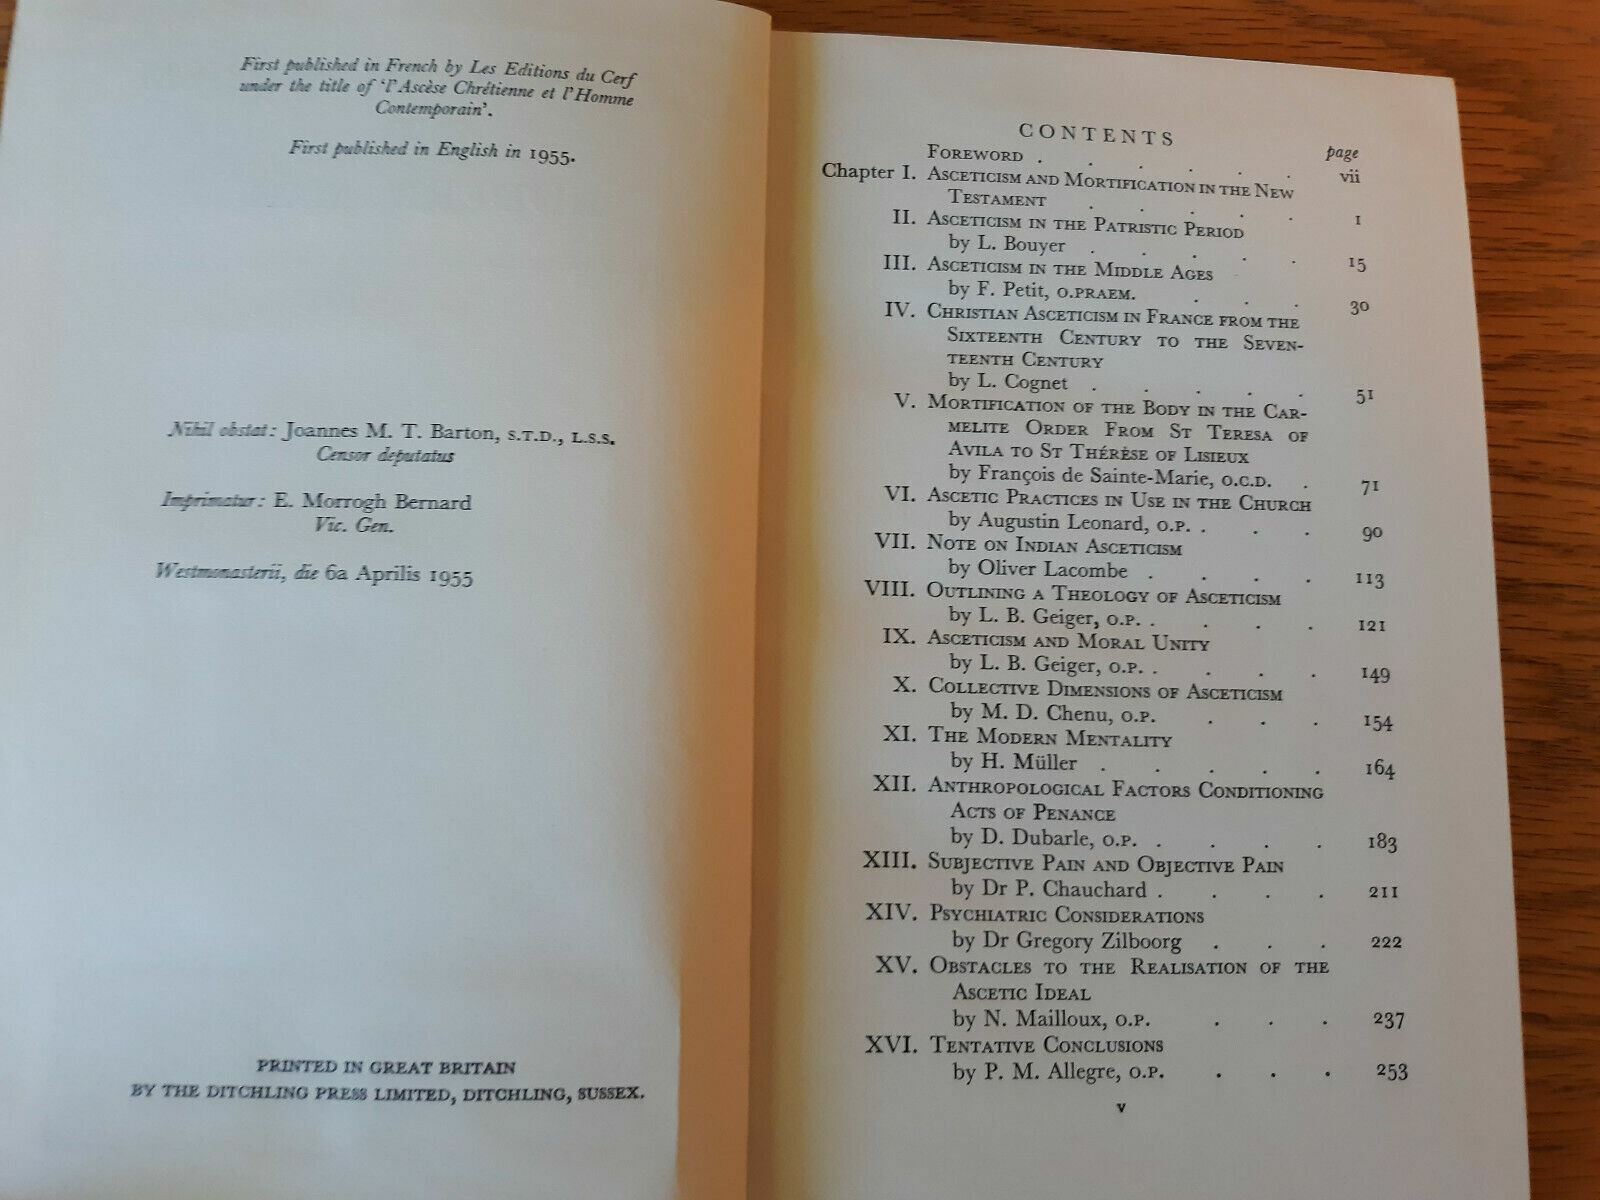 First published in French by Les Editions du Cerf
under the title of 'l'Ascèse Chrétienne et l'Homme
Contemporain'.
First published in English in 1955.
Nihil obstat: Joannes M. T. Barton, S.T.D., L.S.S.
Censor deputatus
Imprimatur: E. Morrogh Bernard
Vic. Gen.
Westmonasterii, die 6a Aprilis 1955
PRINTED IN GREAT BRITAIN
BY THE DITCHLING PRESS LIMITED, DITCHLING, SUSSEX.
CONTENTS
page
FOREWORD . . . . . . vii
Chapter I. ASCETICISM AND MORTIFICATION IN THE NEW
TESTAMENT . . . . . 1
II. ASCETICISM IN THE PATRISTIC PERIOD
by L. Bouyer . . . . . 15
III. ASCETICISM IN THE MIDDLE AGES
by F. Petit, O.PRAEM. . . . 30
IV. CHRISTIAN ASCETICISM IN FRANCE FROM THE
SIXTEENTH CENTURY TO THE SEVEN-
TEENTH CENTURY
by L. Cognet . . . . . 51
V. MORTIFICATION OF THE BODY IN THE CAR-
MELITE ORDER FROM ST TERESA OF
AVILA TO ST THÉRÈSE OF LISIEUX
by François de Sainte-Marie, O.C.D. . 71
VI. ASCETIC PRACTICES IN USE IN THE CHURCH
by Augustin Leonard, O.P. . . . 90
VII. NOTE ON INDIAN ASCETICISM
by Oliver Lacombe . . . . 113
VIII. OUTLINING A THEOLOGY OF ASCETICISM
by L. B. Geiger, O.P. . . . . 121
IX. ASCETICISM AND MORAL UNITY
by L. B. Geiger, O.P. . . . . 149
X. COLLECTIVE DIMENSIONS OF ASCETICISM
by M. D. Chenu, O.P. . . . 154
XI. THE MODERN MENTALITY
by H. Müller . . . . . 164
XII. ANTHROPOLOGICAL FACTORS CONDITIONING
ACTS OF PENANCE
by D. Dubarle, O.P. . . . . 183
XIII. SUBJECTIVE PAIN AND OBJECTIVE PAIN
by Dr P. Chauchard . . . . 211
XIV. PSYCHIATRIC CONSIDERATIONS
by Dr Gregory Zilboorg . . . 222
XV. OBSTACLES TO THE REALISATION OF THE
ASCETIC IDEAL
by N. Mailloux, O.P. . . . 237
XVI. TENTATIVE CONCLUSIONS
by P. M. Allegre, O.P. . . . 253
v